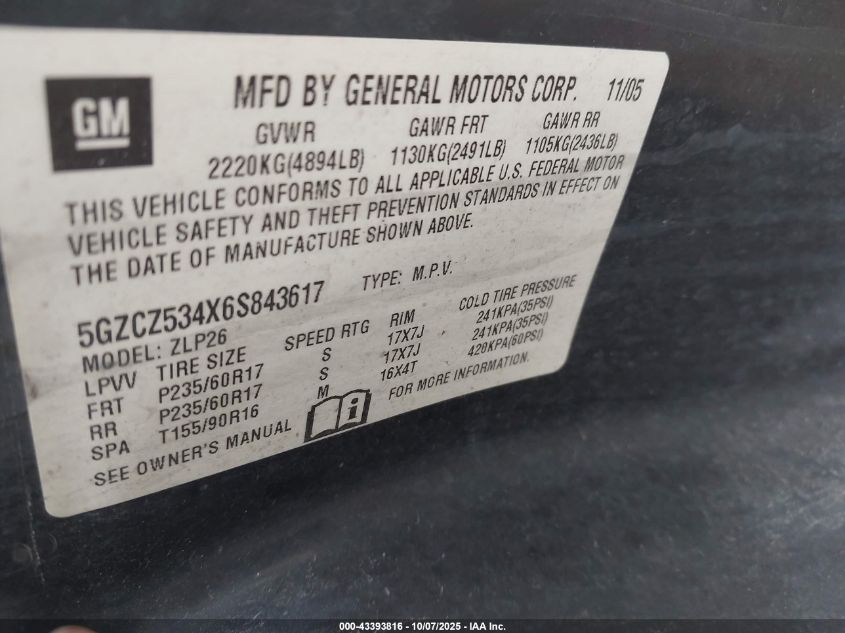 GM
MFD BY GENERAL MOTORS CORP. 11/05
GVWR GAWR FRT GAWR RR
2220KG(4894LB) 1130KG(2491LB) 1105KG(2436LB)
THIS VEHICLE CONFORMS TO ALL APPLICABLE U.S. FEDERAL MOTOR
VEHICLE SAFETY AND THEFT PREVENTION STANDARDS IN EFFECT ON
THE DATE OF MANUFACTURE SHOWN ABOVE.
5GZCZ534X6S843617 TYPE: M.P.V.
MODEL: ZLP26
LPVV TIRE SIZE SPEED RTG RIM COLD TIRE PRESSURE
FRT P235/60R17 S 17X7J 241KPA(35PSI)
RR P235/60R17 S 17X7J 241KPA(35PSI)
SPA T155/90R16 M 16X4T 420KPA(60PSI)
SEE OWNER'S MANUAL i FOR MORE INFORMATION.
000-43393816 - 10/07/2025 - IAA Inc.